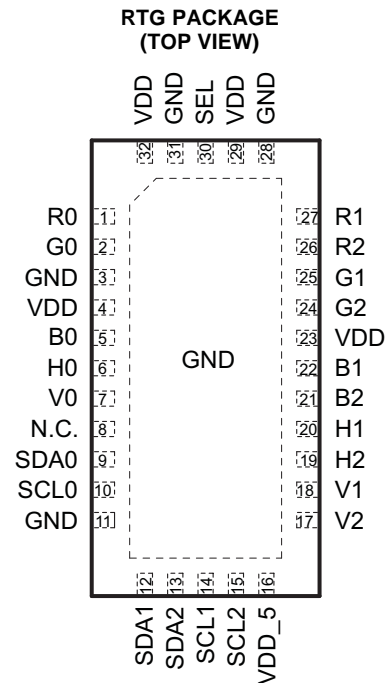 RTG PACKAGE
(TOP VIEW)
VDD GND SEL VDD GND
32 31 30 29 28
R0 1 27 R1
G0 2 26 R2
GND 3 25 G1
VDD 4 24 G2
B0 5 23 VDD
H0 6 GND 22 B1
V0 7 21 B2
N.C. 8 20 H1
SDA0 9 19 H2
SCL0 10 18 V1
GND 11 17 V2
12 13 14 15 16
SDA1 SDA2 SCL1 SCL2 VDD_5